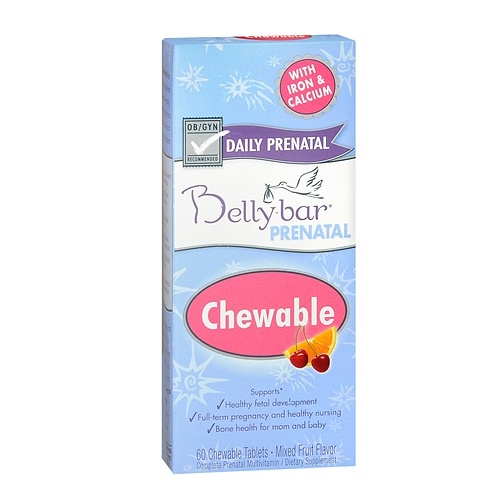 WITH
IRON &
CALCIUM
OB/GYN
RECOMMENDED
DAILY PRENATAL
Belly·bar®
PRENATAL
Chewable
Supports*
✓Healthy fetal development
✓Full-term pregnancy and healthy nursing
✓Bone health for mom and baby
60 Chewable Tablets - Mixed Fruit Flavor
Complete Prenatal Multivitamin / Dietary Supplement